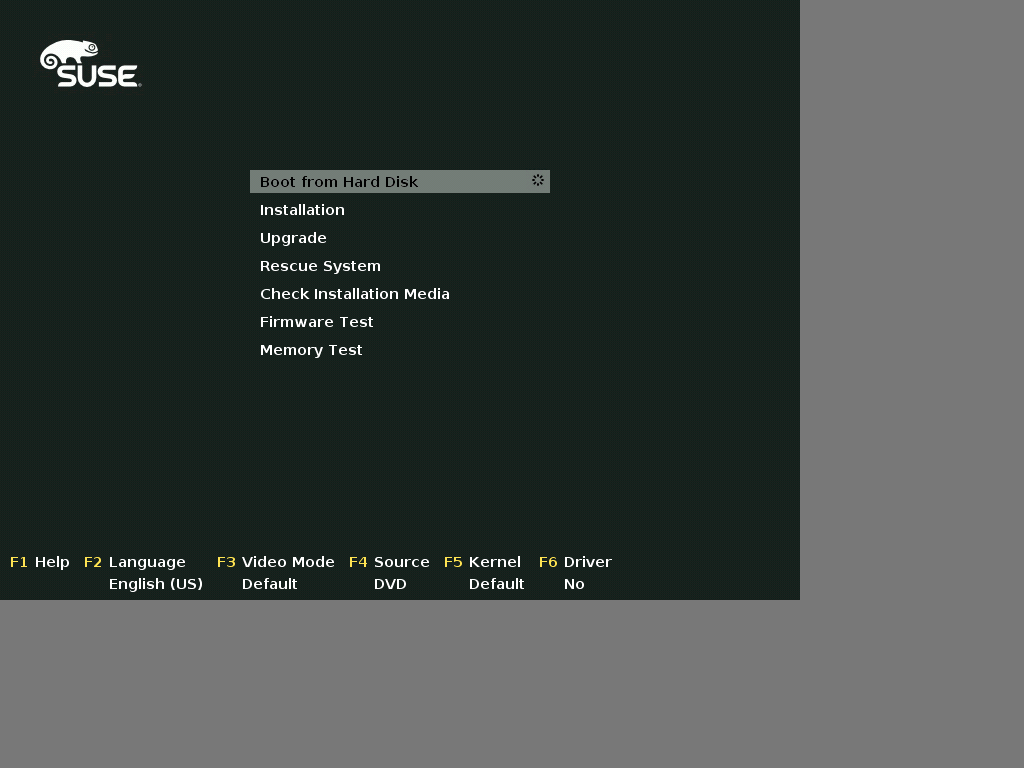 SUSE
Boot from Hard Disk
Installation
Upgrade
Rescue System
Check Installation Media
Firmware Test
Memory Test
F1 Help F2 Language F3 Video Mode F4 Source F5 Kernel F6 Driver
English (US) Default DVD Default No